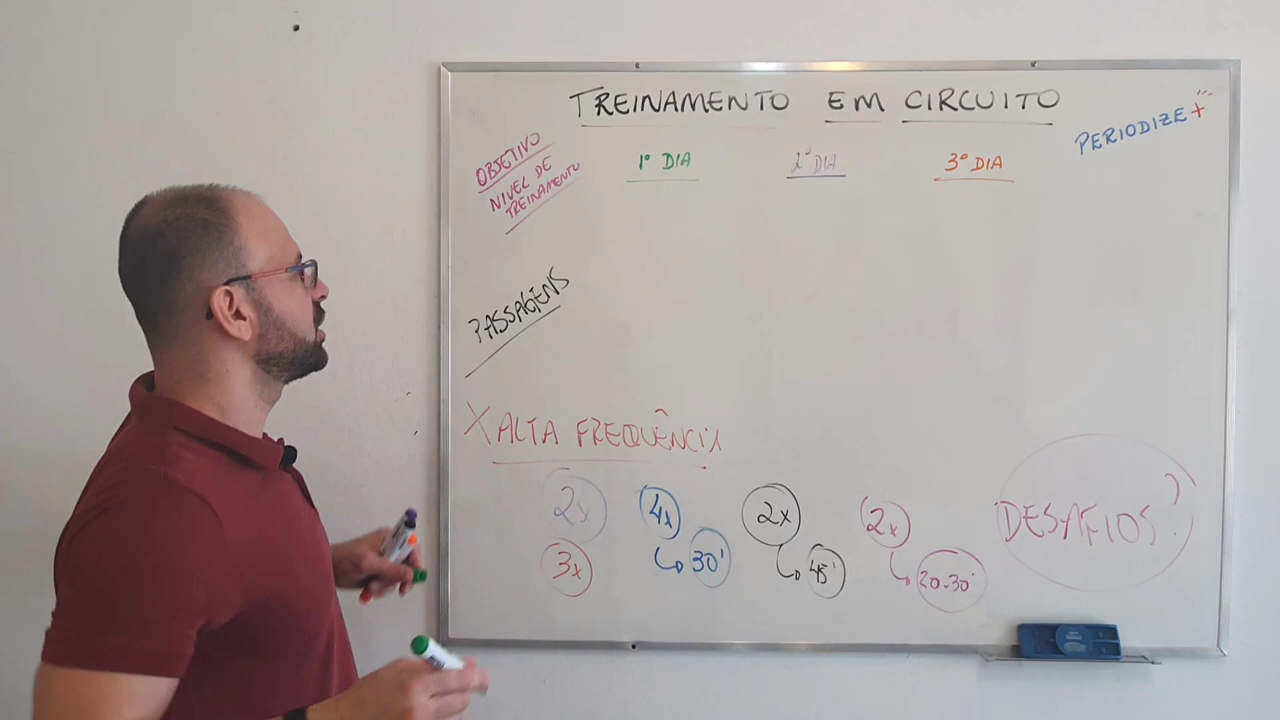 TREINAMENTO EM CIRCUITO
PERIODIZE+
OBJETIVO
NIVEL DE
TREINAMENTO
1º DIA
2º DIA
3º DIA
PASSAGENS
X ALTA FREQUÊNCIA
2x
3x
4x
30'
2x
45'
2x
20-30'
DESAFIOS?